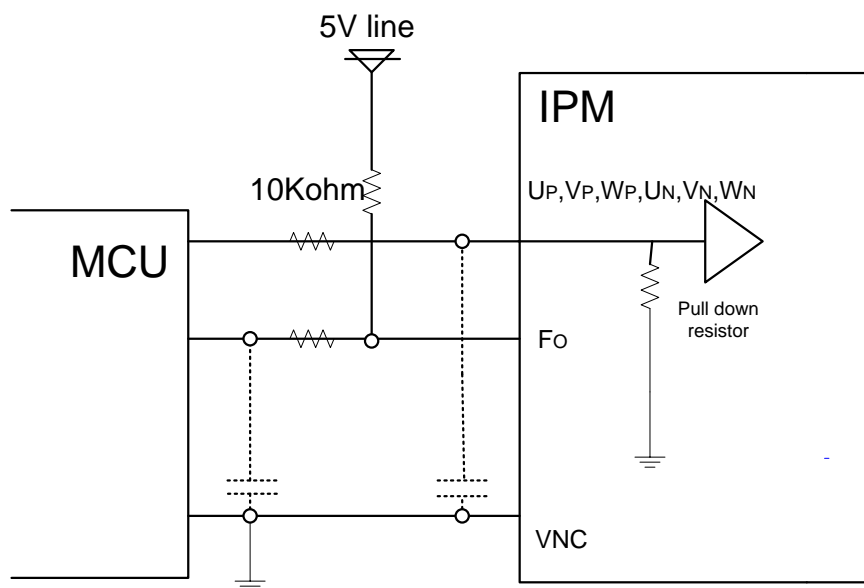 5V line
IPM
10Kohm
UP,VP,WP,UN,VN,WN
MCU
Pull down
resistor
FO
VNC